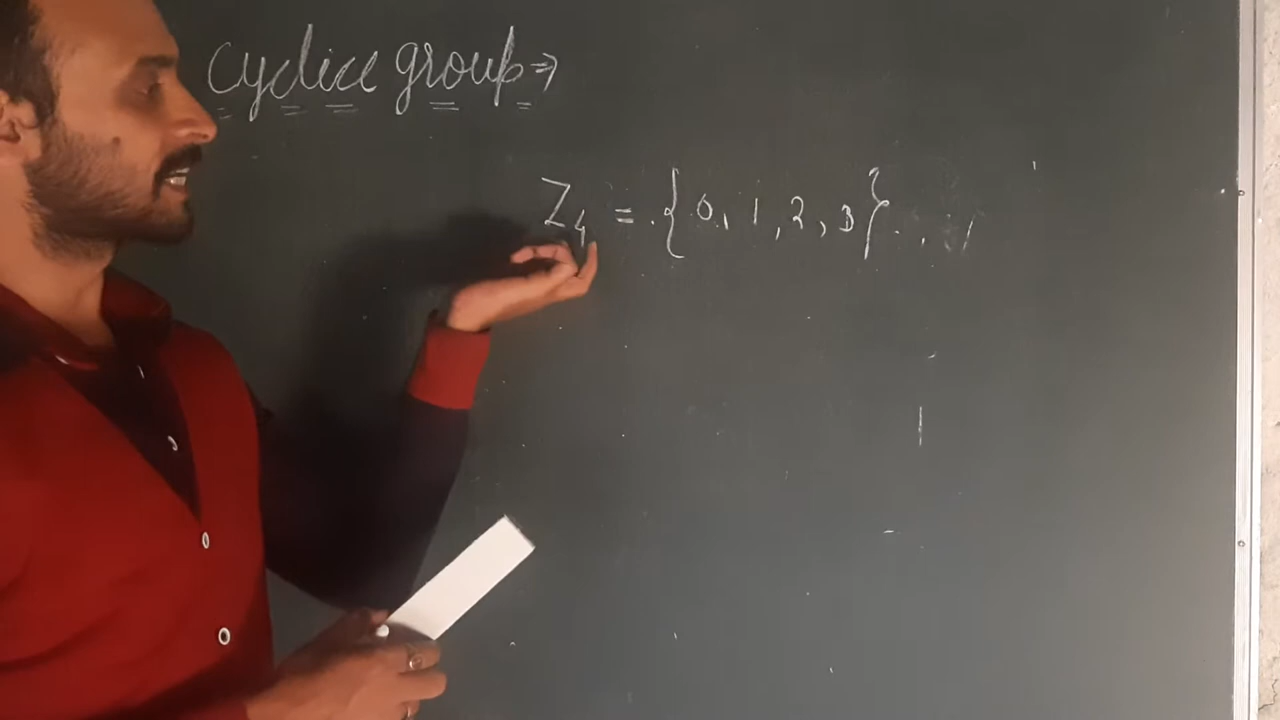 Cyclice group →
Z₄ = {0, 1, 2, 3}